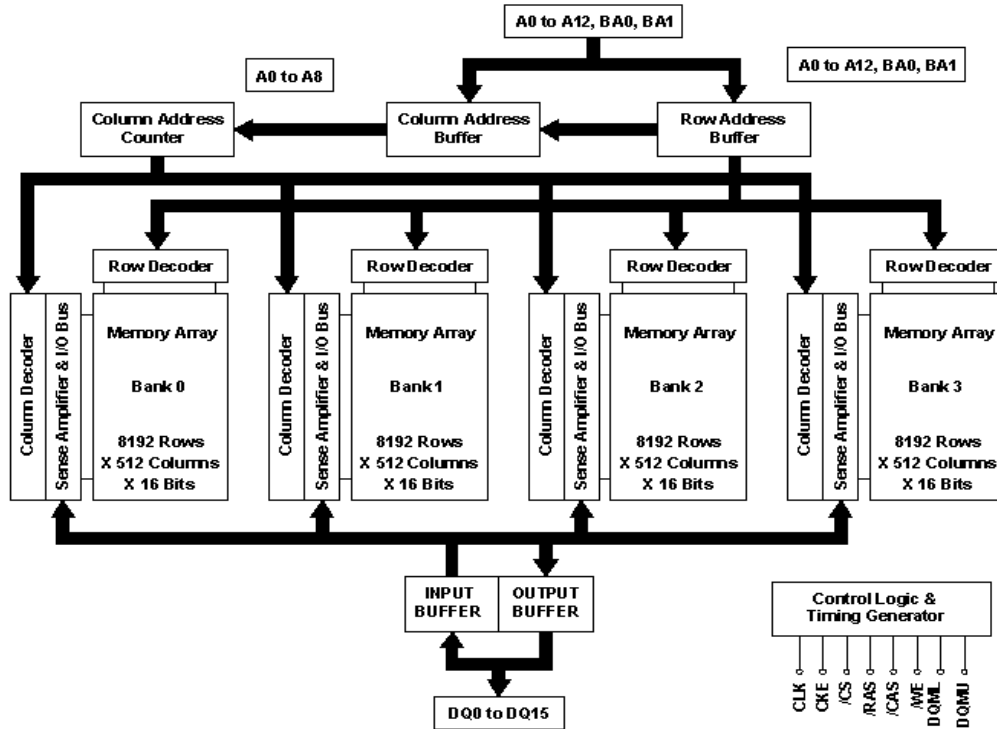 A0 to A12, BA0, BA1
A0 to A8
A0 to A12, BA0, BA1
Column Address
Counter
Column Address
Buffer
Row Address
Buffer
Row Decoder
Row Decoder
Row Decoder
Row Decoder
Column Decoder
Sense Amplifier & I/O Bus
Memory Array
Bank 0
8192 Rows
X 512 Columns
X 16 Bits
Column Decoder
Sense Amplifier & I/O Bus
Memory Array
Bank 1
8192 Rows
X 512 Columns
X 16 Bits
Column Decoder
Sense Amplifier & I/O Bus
Memory Array
Bank 2
8192 Rows
X 512 Columns
X 16 Bits
Column Decoder
Sense Amplifier & I/O Bus
Memory Array
Bank 3
8192 Rows
X 512 Columns
X 16 Bits
INPUT
BUFFER
OUTPUT
BUFFER
DQ0 to DQ15
Control Logic &
Timing Generator
CLK
CKE
/CS
/RAS
/CAS
/WE
DQML
DQMU